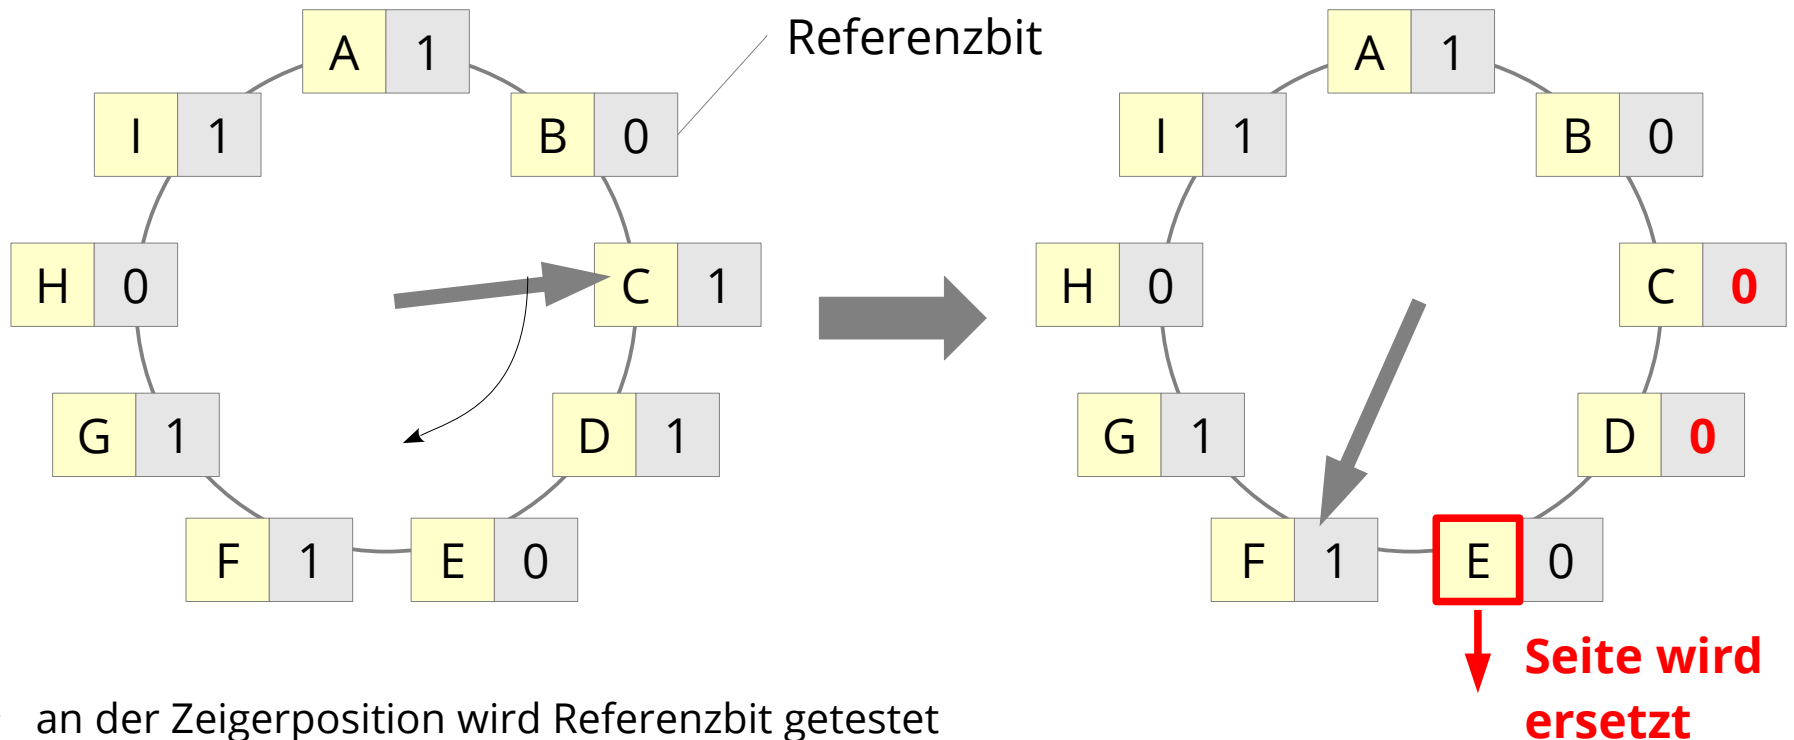 A 1
Referenzbit
I 1
B 0
H 0
C 1
G 1
D 1
F 1
E 0
A 1
I 1
B 0
H 0
C 0
G 1
D 0
F 1
E 0
Seite wird
ersetzt
an der Zeigerposition wird Referenzbit getestet